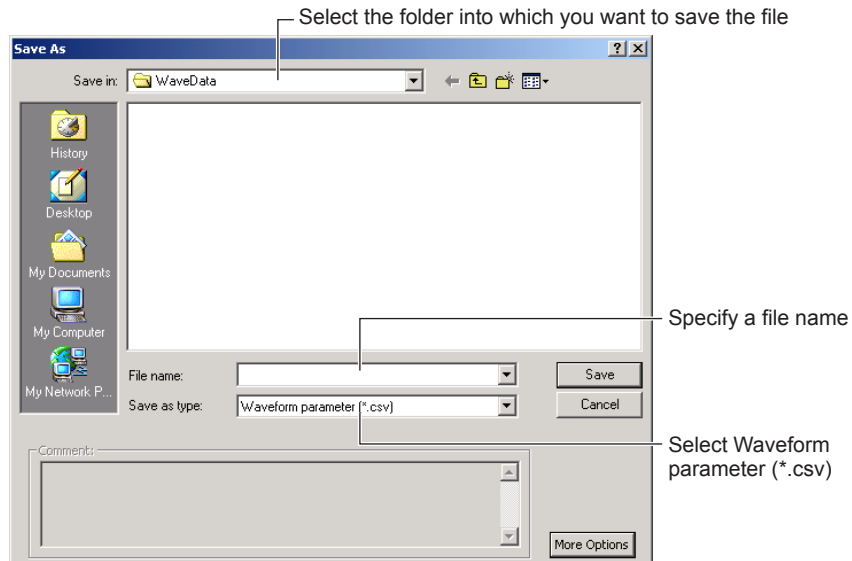 Select the folder into which you want to save the file
Save As
Save in:
WaveData
History
Desktop
My Documents
My Computer
My Network P...
Specify a file name
File name:
Save
Save as type:
Waveform parameter (*.csv)
Cancel
Select Waveform
parameter (*.csv)
Comment:
More Options